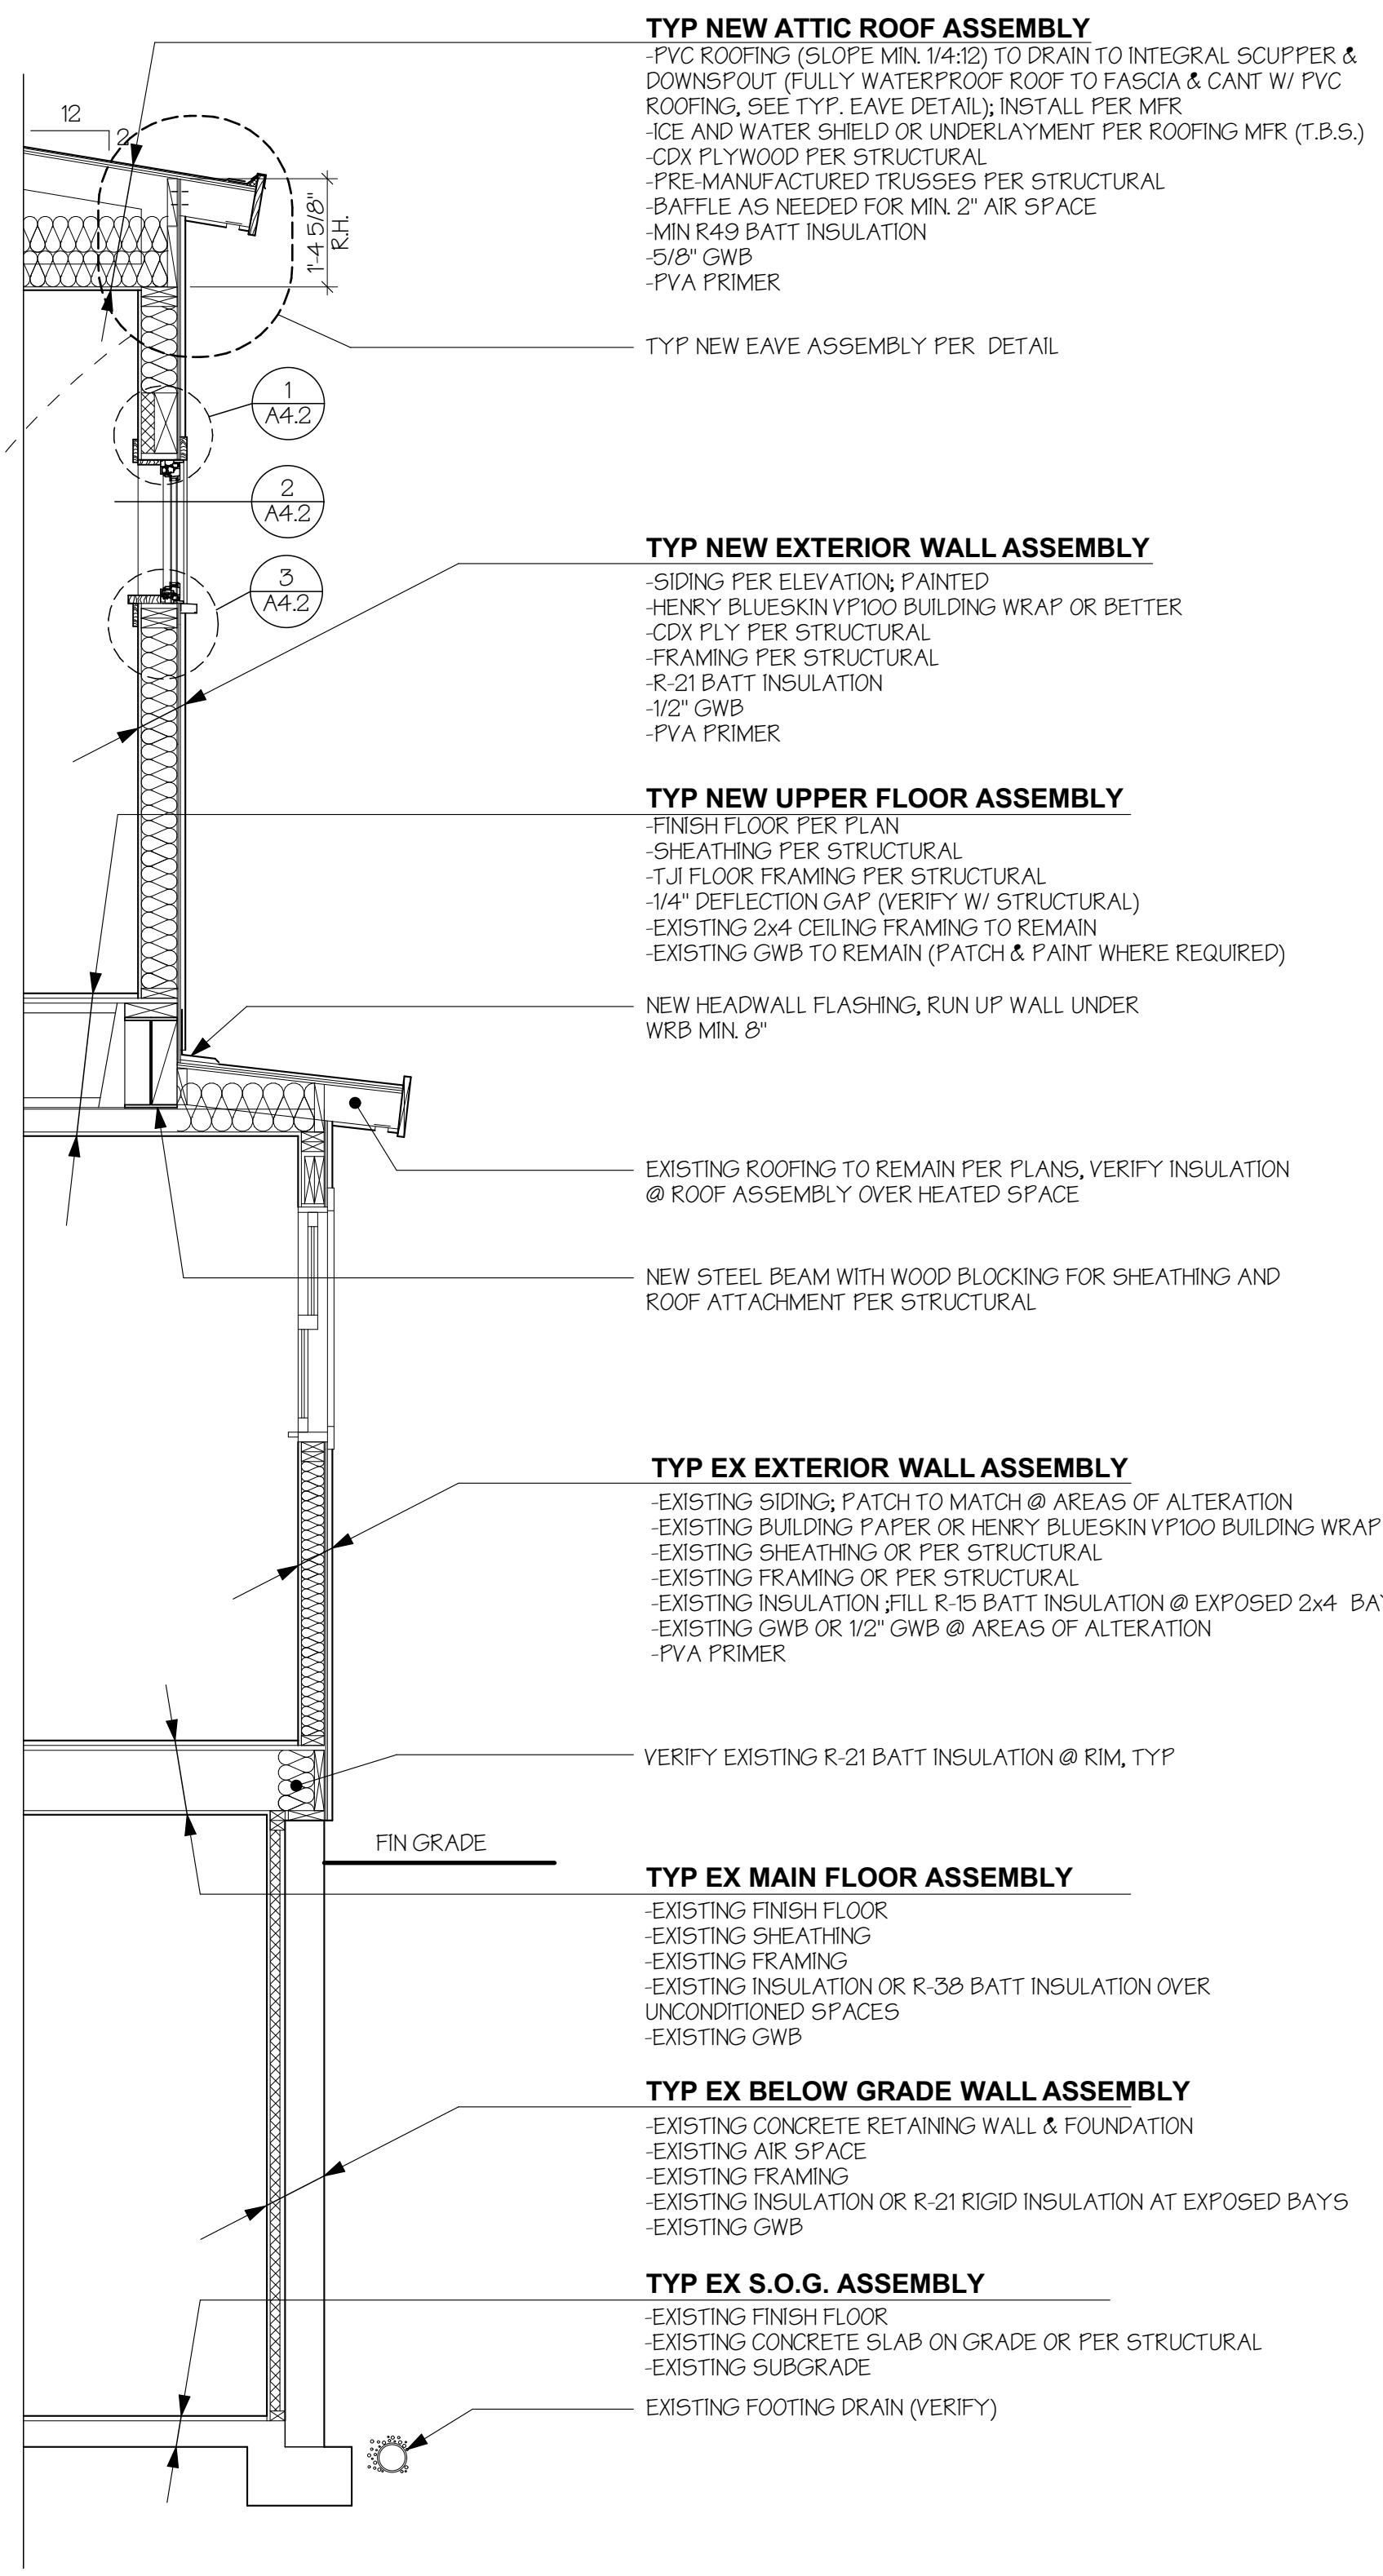 TYP NEW ATTIC ROOF ASSEMBLY
-PVC ROOFING (SLOPE MIN. 1/4:12) TO DRAIN TO INTEGRAL SCUPPER &
DOWNSPOUT (FULLY WATERPROOF ROOF TO FASCIA & CANT W/ PVC
ROOFING, SEE TYP. EAVE DETAIL); INSTALL PER MFR
-ICE AND WATER SHIELD OR UNDERLAYMENT PER ROOFING MFR (T.B.S.)
-CDX PLYWOOD PER STRUCTURAL
-PRE-MANUFACTURED TRUSSES PER STRUCTURAL
-BAFFLE AS NEEDED FOR MIN. 2" AIR SPACE
-MIN R49 BATT INSULATION
-5/8" GWB
-PVA PRIMER
12
2
1'-4 5/8"
R.H.
TYP NEW EAVE ASSEMBLY PER DETAIL
1
A4.2
2
A4.2
3
A4.2
TYP NEW EXTERIOR WALL ASSEMBLY
-SIDING PER ELEVATION; PAINTED
-HENRY BLUESKIN VP100 BUILDING WRAP OR BETTER
-CDX PLY PER STRUCTURAL
-FRAMING PER STRUCTURAL
-R-21 BATT INSULATION
-1/2" GWB
-PVA PRIMER
TYP NEW UPPER FLOOR ASSEMBLY
-FINISH FLOOR PER PLAN
-SHEATHING PER STRUCTURAL
-TJI FLOOR FRAMING PER STRUCTURAL
-1/4" DEFLECTION GAP (VERIFY W/ STRUCTURAL)
-EXISTING 2x4 CEILING FRAMING TO REMAIN
-EXISTING GWB TO REMAIN (PATCH & PAINT WHERE REQUIRED)
NEW HEADWALL FLASHING, RUN UP WALL UNDER
WRB MIN. 8"
EXISTING ROOFING TO REMAIN PER PLANS, VERIFY INSULATION
@ ROOF ASSEMBLY OVER HEATED SPACE
NEW STEEL BEAM WITH WOOD BLOCKING FOR SHEATHING AND
ROOF ATTACHMENT PER STRUCTURAL
TYP EX EXTERIOR WALL ASSEMBLY
-EXISTING SIDING; PATCH TO MATCH @ AREAS OF ALTERATION
-EXISTING BUILDING PAPER OR HENRY BLUESKIN VP100 BUILDING WRAP
-EXISTING SHEATHING OR PER STRUCTURAL
-EXISTING FRAMING OR PER STRUCTURAL
-EXISTING INSULATION ;FILL R-15 BATT INSULATION @ EXPOSED 2x4
-EXISTING GWB OR 1/2" GWB @ AREAS OF ALTERATION
-PVA PRIMER
VERIFY EXISTING R-21 BATT INSULATION @ RIM, TYP
FIN GRADE
TYP EX MAIN FLOOR ASSEMBLY
-EXISTING FINISH FLOOR
-EXISTING SHEATHING
-EXISTING FRAMING
-EXISTING INSULATION OR R-38 BATT INSULATION OVER
UNCONDITIONED SPACES
-EXISTING GWB
TYP EX BELOW GRADE WALL ASSEMBLY
-EXISTING CONCRETE RETAINING WALL & FOUNDATION
-EXISTING AIR SPACE
-EXISTING FRAMING
-EXISTING INSULATION OR R-21 RIGID INSULATION AT EXPOSED BAYS
-EXISTING GWB
TYP EX S.O.G. ASSEMBLY
-EXISTING FINISH FLOOR
-EXISTING CONCRETE SLAB ON GRADE OR PER STRUCTURAL
-EXISTING SUBGRADE
EXISTING FOOTING DRAIN (VERIFY)